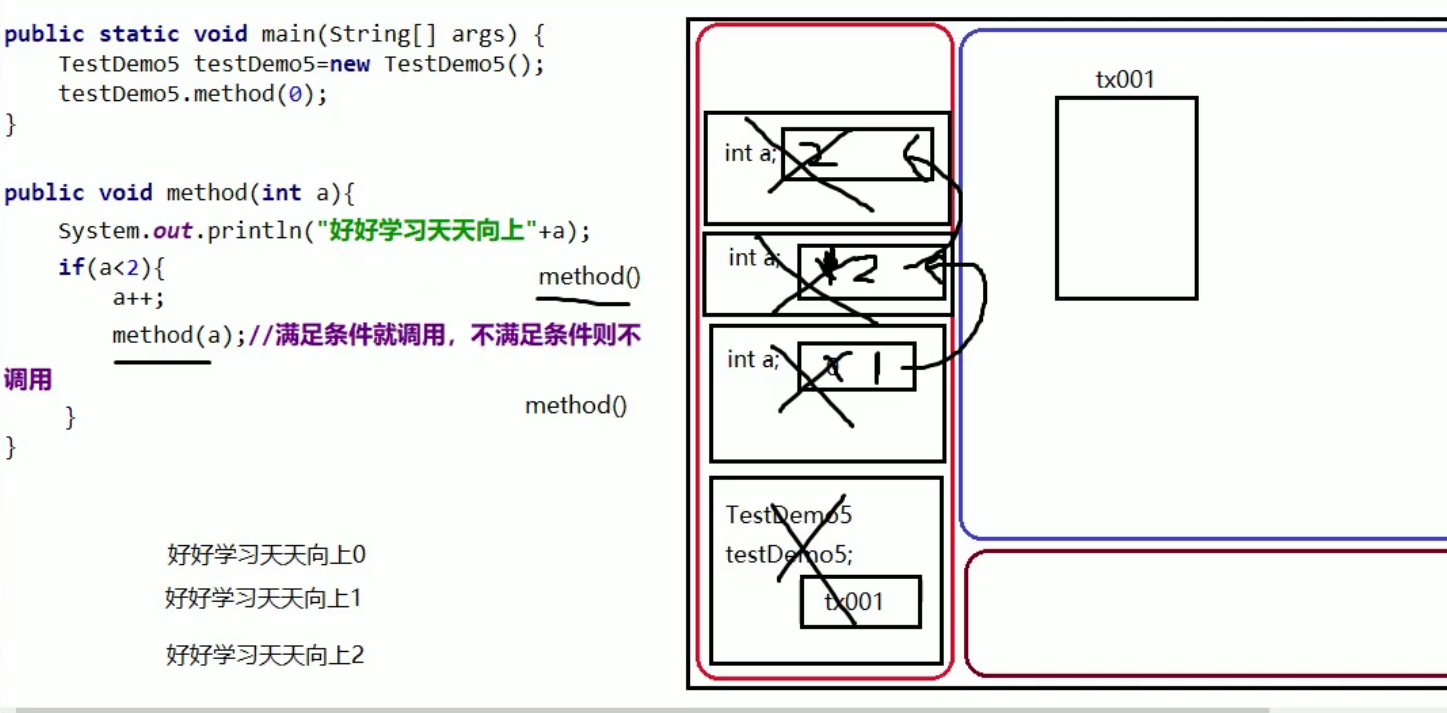 public static void main(String[] args) {
TestDemo5 testDemo5=new TestDemo5();
testDemo5.method(0);
}
public void method(int a){
System.out.println("好好学习天天向上"+a);
if(a<2){
a++;
method(a);//满足条件就调用，不满足条件则不
调用
}
}
method()
method()
好好学习天天向上0
好好学习天天向上1
好好学习天天向上2
int a;
2
int a;
2
int a;
1
TestDemo5
testDemo5;
tx001
tx001